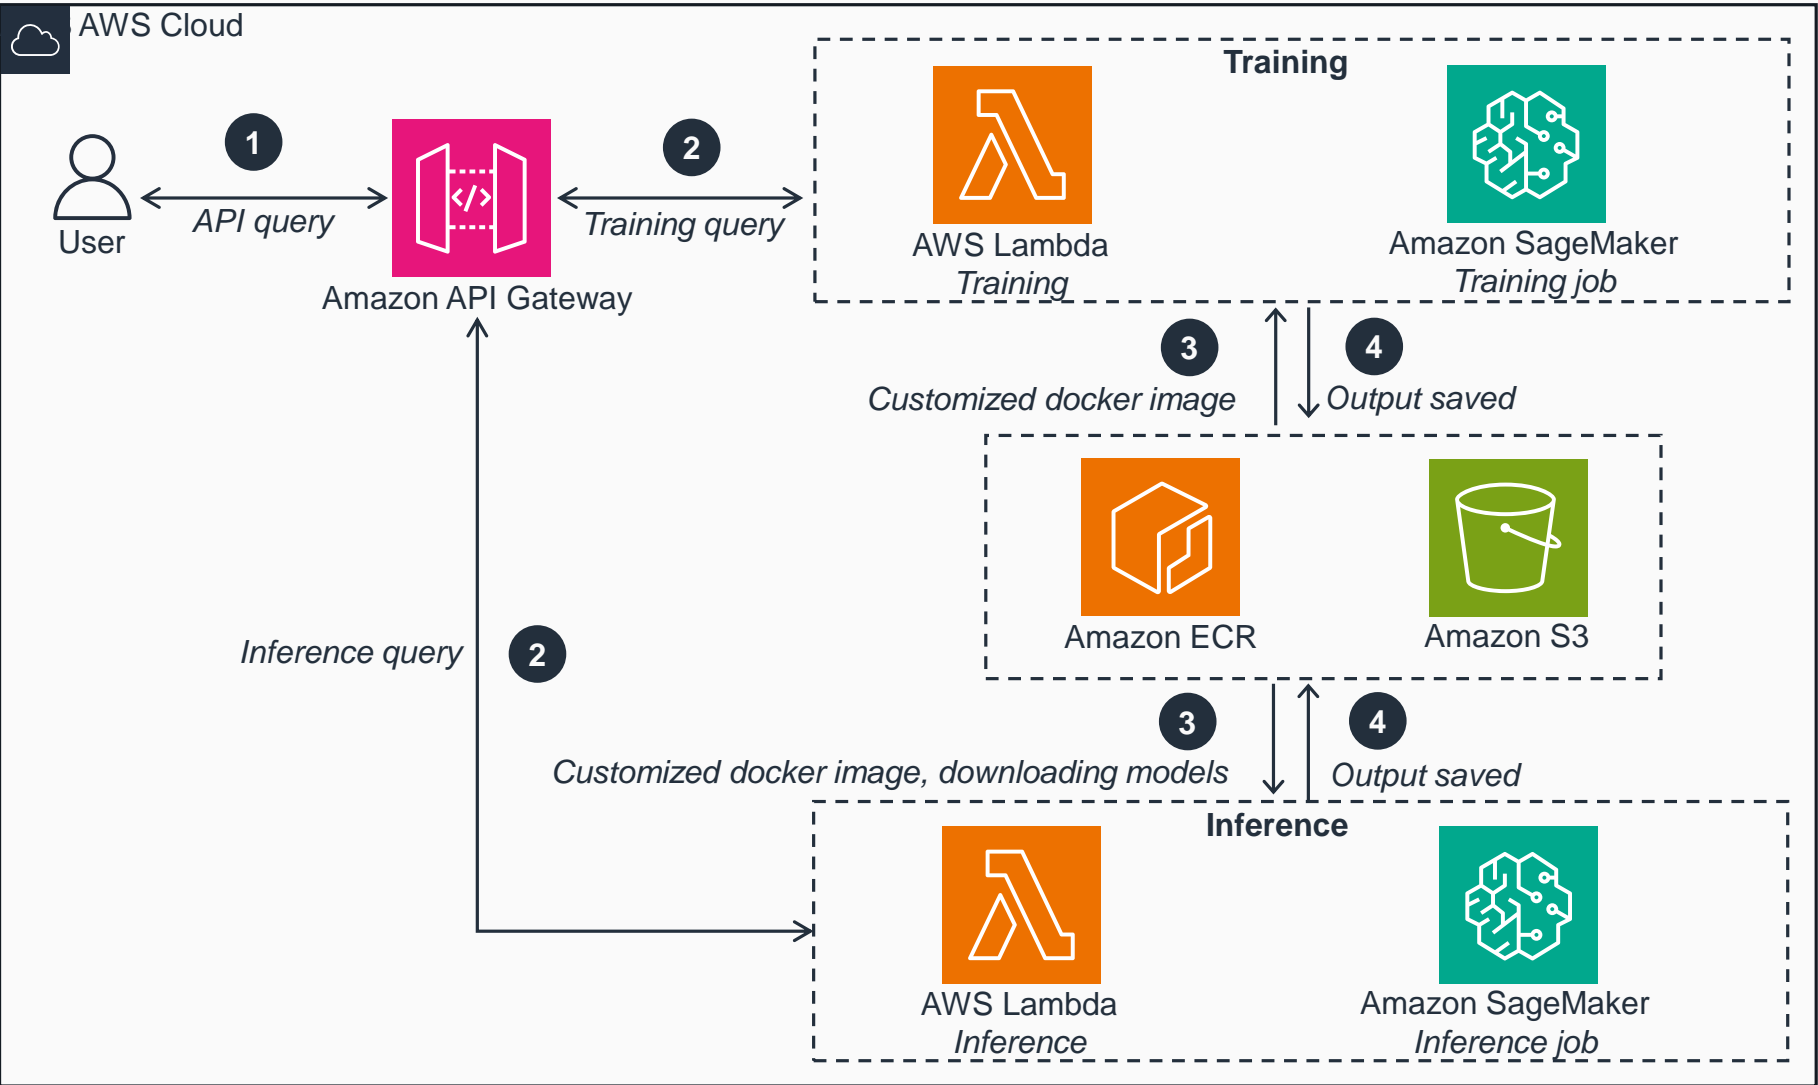 AWS Cloud
Training
1
2
API query
Training query
User
Amazon API Gateway
AWS Lambda
Training
Amazon SageMaker
Training job
3
4
Customized docker image
Output saved
Amazon ECR
Amazon S3
Inference query
2
3
4
Customized docker image, downloading models
Output saved
Inference
AWS Lambda
Inference
Amazon SageMaker
Inference job